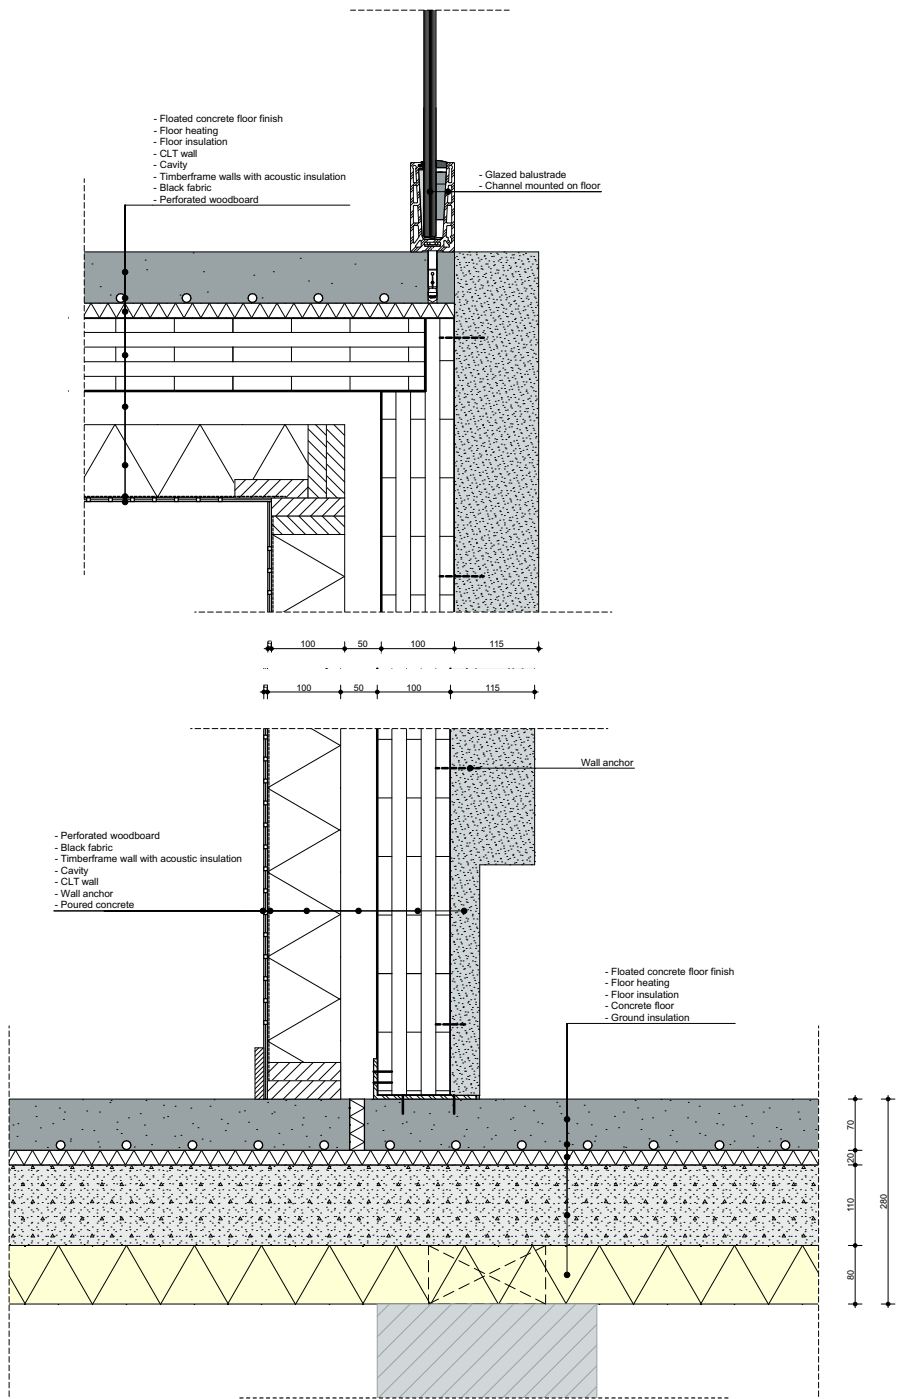 - Floated concrete floor finish
- Floor heating
- Floor insulation
- CLT wall
- Cavity
- Timberframe walls with acoustic insulation
- Black fabric
- Perforated woodboard
- Glazed balustrade
- Channel mounted on floor
100 50 100 115
100 50 100 115
Wall anchor
- Perforated woodboard
- Black fabric
- Timberframe wall with acoustic insulation
- Cavity
- CLT wall
- Wall anchor
- Poured concrete
- Floated concrete floor finish
- Floor heating
- Floor insulation
- Concrete floor
- Ground insulation
70
20
110
80
280